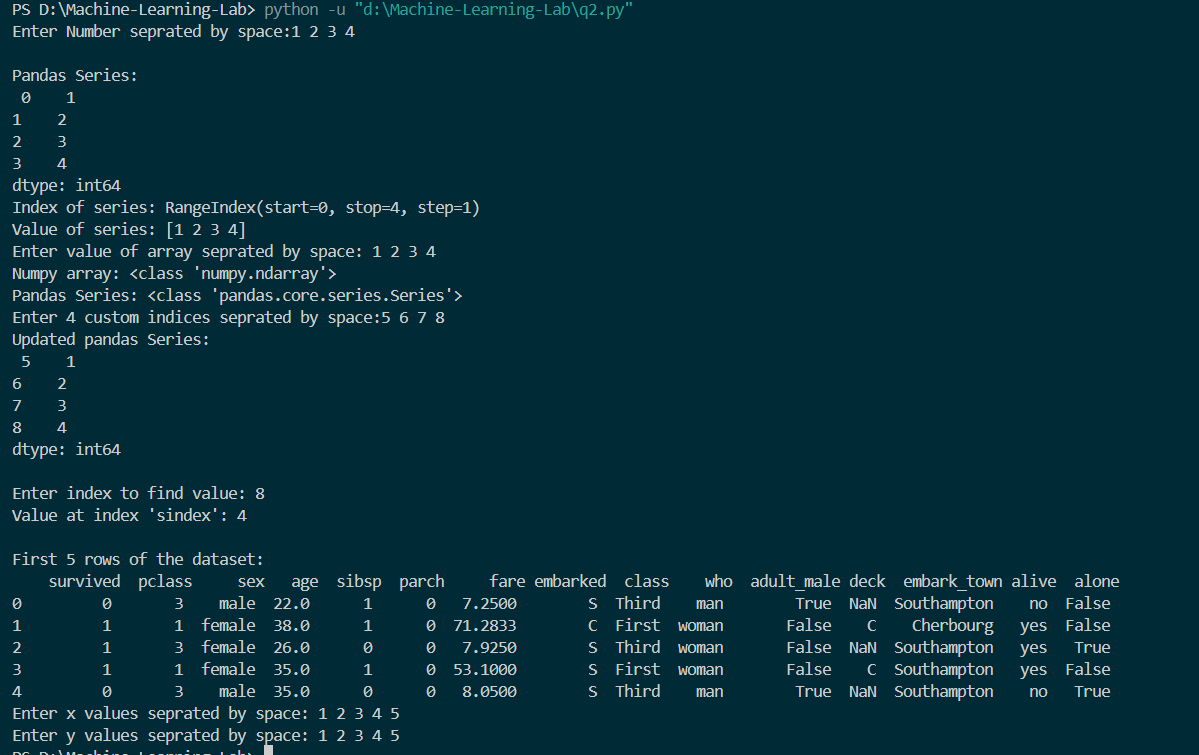 PS D:\Machine-Learning-Lab> python -u "d:\Machine-Learning-Lab\q2.py"
Enter Number seprated by space:1 2 3 4
Pandas Series:
 0    1
1    2
2    3
3    4
dtype: int64
Index of series: RangeIndex(start=0, stop=4, step=1)
Value of series: [1 2 3 4]
Enter value of array seprated by space: 1 2 3 4
Numpy array: <class 'numpy.ndarray'>
Pandas Series: <class 'pandas.core.series.Series'>
Enter 4 custom indices seprated by space:5 6 7 8
Updated pandas Series:
 5    1
6    2
7    3
8    4
dtype: int64
Enter index to find value: 8
Value at index 'sindex': 4
First 5 rows of the dataset:
    survived  pclass     sex   age  sibsp  parch     fare embarked  class    who  adult_male deck  embark_town alive  alone
0         0       3    male  22.0      1      0   7.2500        S  Third    man        True  NaN  Southampton    no  False
1         1       1  female  38.0      1      0  71.2833        C  First  woman       False    C    Cherbourg   yes  False
2         1       3  female  26.0      0      0   7.9250        S  Third  woman       False  NaN  Southampton   yes   True
3         1       1  female  35.0      1      0  53.1000        S  First  woman       False    C  Southampton   yes  False
4         0       3    male  35.0      0      0   8.0500        S  Third    man        True  NaN  Southampton    no   True
Enter x values seprated by space: 1 2 3 4 5
Enter y values seprated by space: 1 2 3 4 5
PS D:\Machine-Learning-Lab>